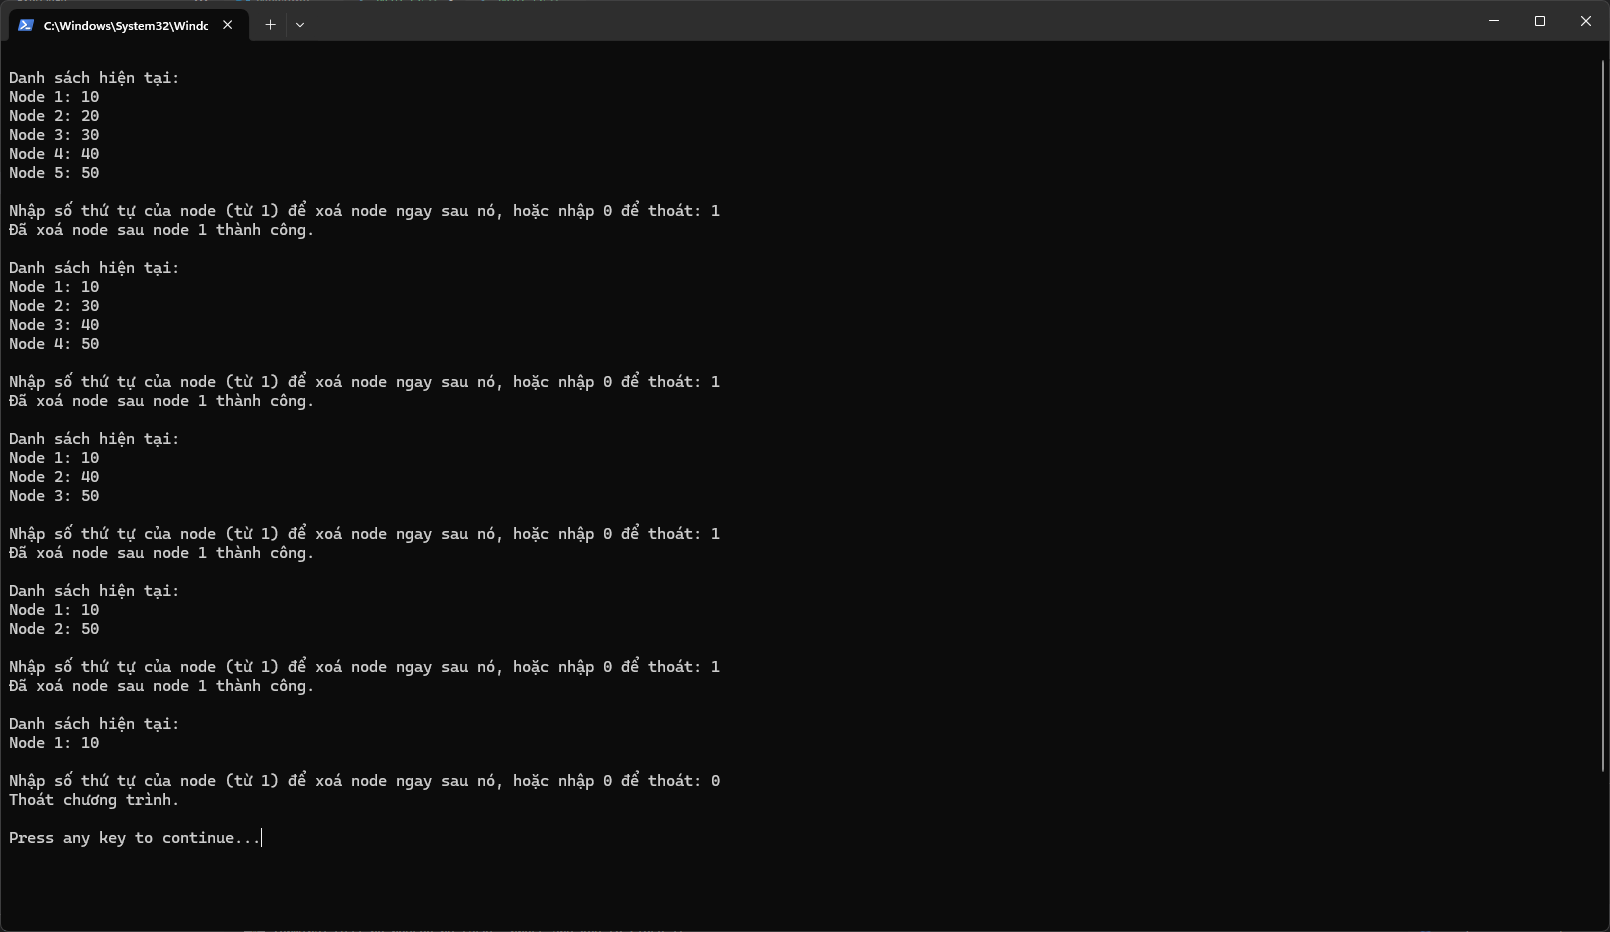 C:\Windows\System32\Windc
Danh sách hiện tại:
Node 1: 10
Node 2: 20
Node 3: 30
Node 4: 40
Node 5: 50
Nhập số thứ tự của node (từ 1) để xoá node ngay sau nó, hoặc nhập 0 để thoát: 1
Đã xoá node sau node 1 thành công.
Danh sách hiện tại:
Node 1: 10
Node 2: 30
Node 3: 40
Node 4: 50
Nhập số thứ tự của node (từ 1) để xoá node ngay sau nó, hoặc nhập 0 để thoát: 1
Đã xoá node sau node 1 thành công.
Danh sách hiện tại:
Node 1: 10
Node 2: 40
Node 3: 50
Nhập số thứ tự của node (từ 1) để xoá node ngay sau nó, hoặc nhập 0 để thoát: 1
Đã xoá node sau node 1 thành công.
Danh sách hiện tại:
Node 1: 10
Node 2: 50
Nhập số thứ tự của node (từ 1) để xoá node ngay sau nó, hoặc nhập 0 để thoát: 1
Đã xoá node sau node 1 thành công.
Danh sách hiện tại:
Node 1: 10
Nhập số thứ tự của node (từ 1) để xoá node ngay sau nó, hoặc nhập 0 để thoát: 0
Thoát chương trình.
Press any key to continue...